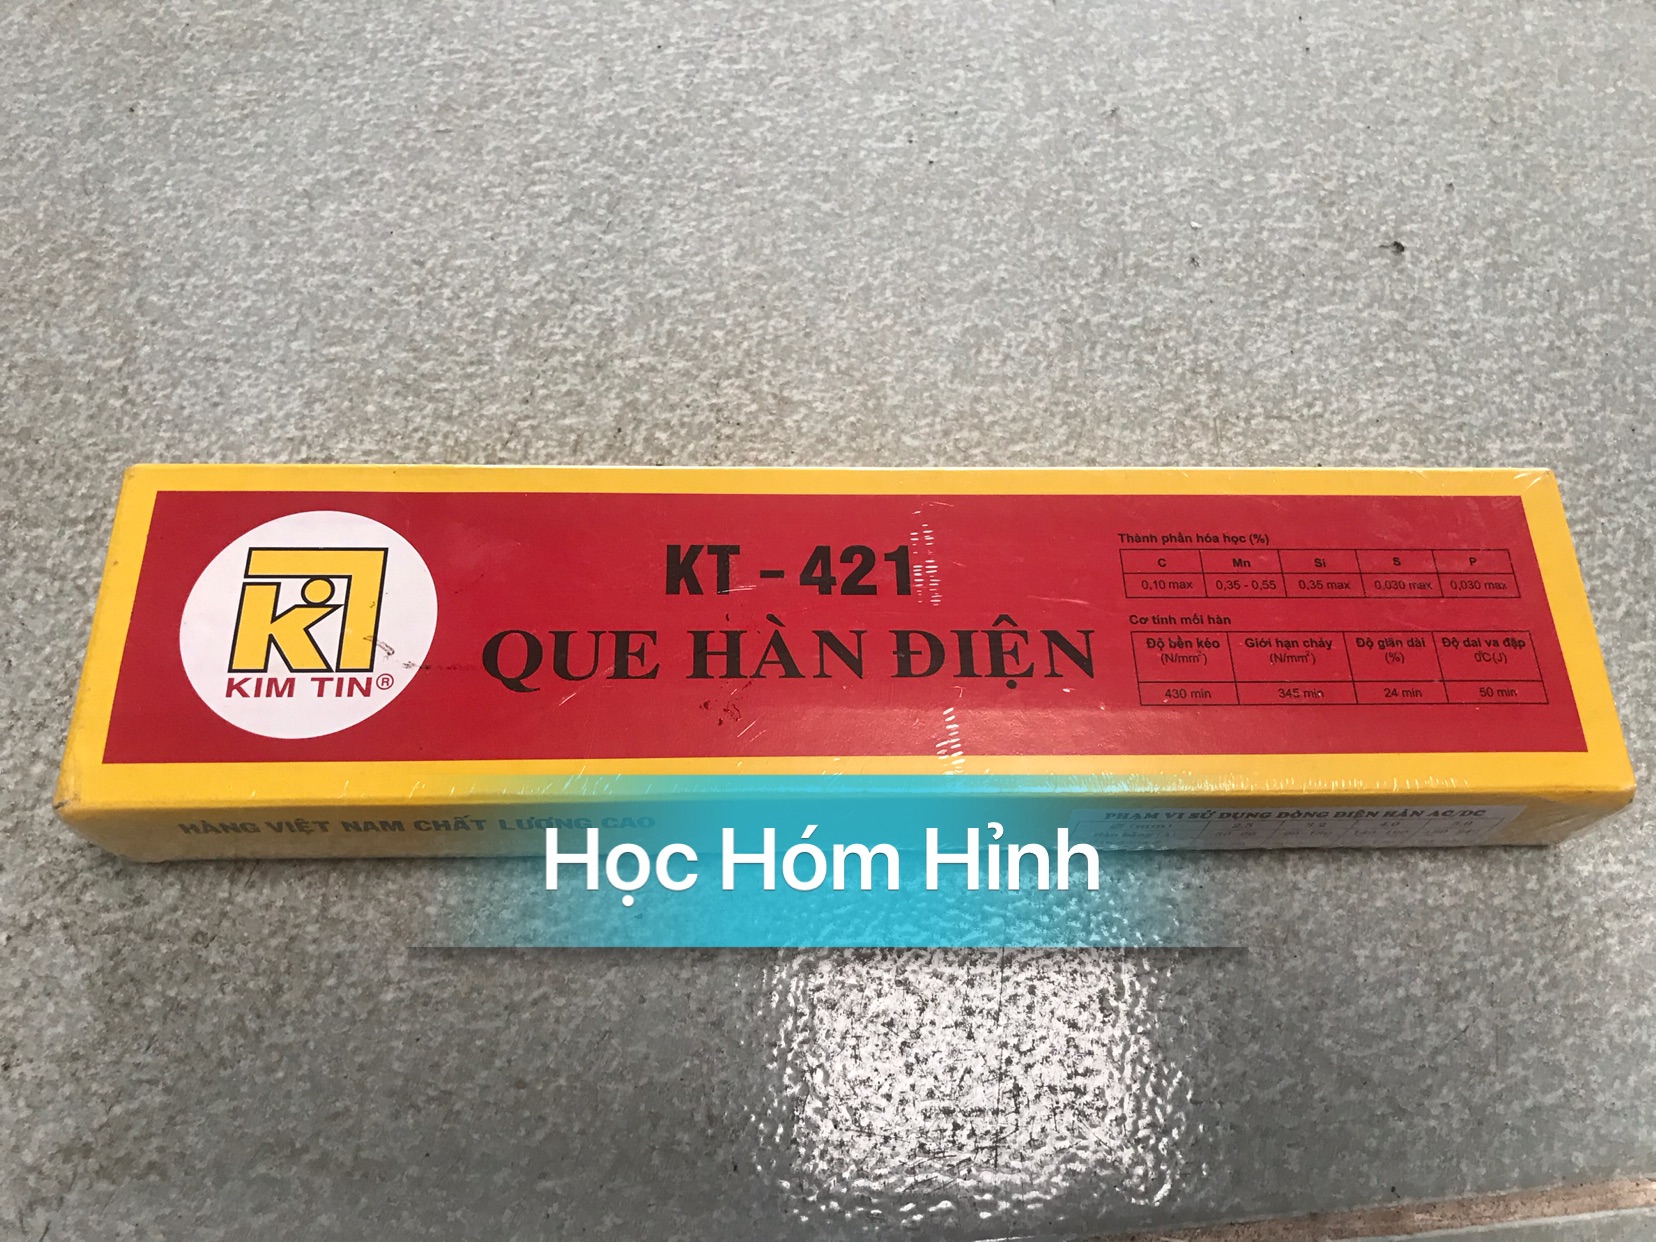 KIM TIN®
KT - 421
QUE HÀN ĐIỆN
Thành phần hóa học (%)
C Mn Si S P
0,10 max 0,35 - 0,55 0,35 max 0,030 max 0,030 max
Cơ tính mối hàn
Độ bền kéo Giới hạn chảy Độ giãn dài Độ dai va đập
(N/mm²) (N/mm²) (%) 0°C(J)
430 min 345 min 24 min 50 min
HÀNG VIỆT NAM CHẤT LƯỢNG CAO
PHẠM VI SỬ DỤNG DÒNG ĐIỆN HÀN AC/DC
Học Hóm Hỉnh